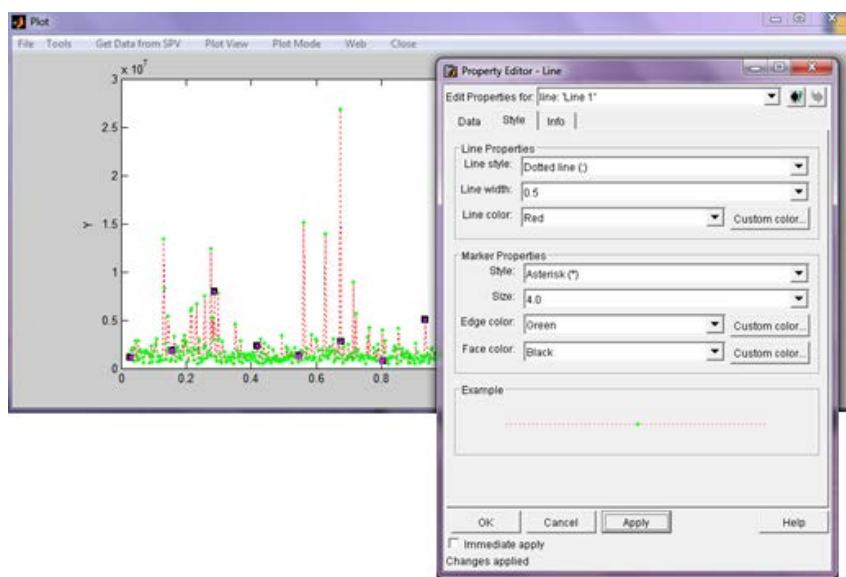 Plot
File Tools Get Data from SPV Plot View Plot Mode Web Close
x 10^7
3
2.5
2
1.5
1
0.5
0
Y
0 0.2 0.4 0.6 0.8
Property Editor - Line
Edit Properties for: line: 'Line 1'
Data Style Info
Line Properties
Line style: Dotted line (:)
Line width: 0.5
Line color: Red Custom color...
Marker Properties
Style: Asterisk (*)
Size: 4.0
Edge color: Green Custom color...
Face color: Black Custom color...
Example
OK Cancel Apply Help
Immediate apply
Changes applied